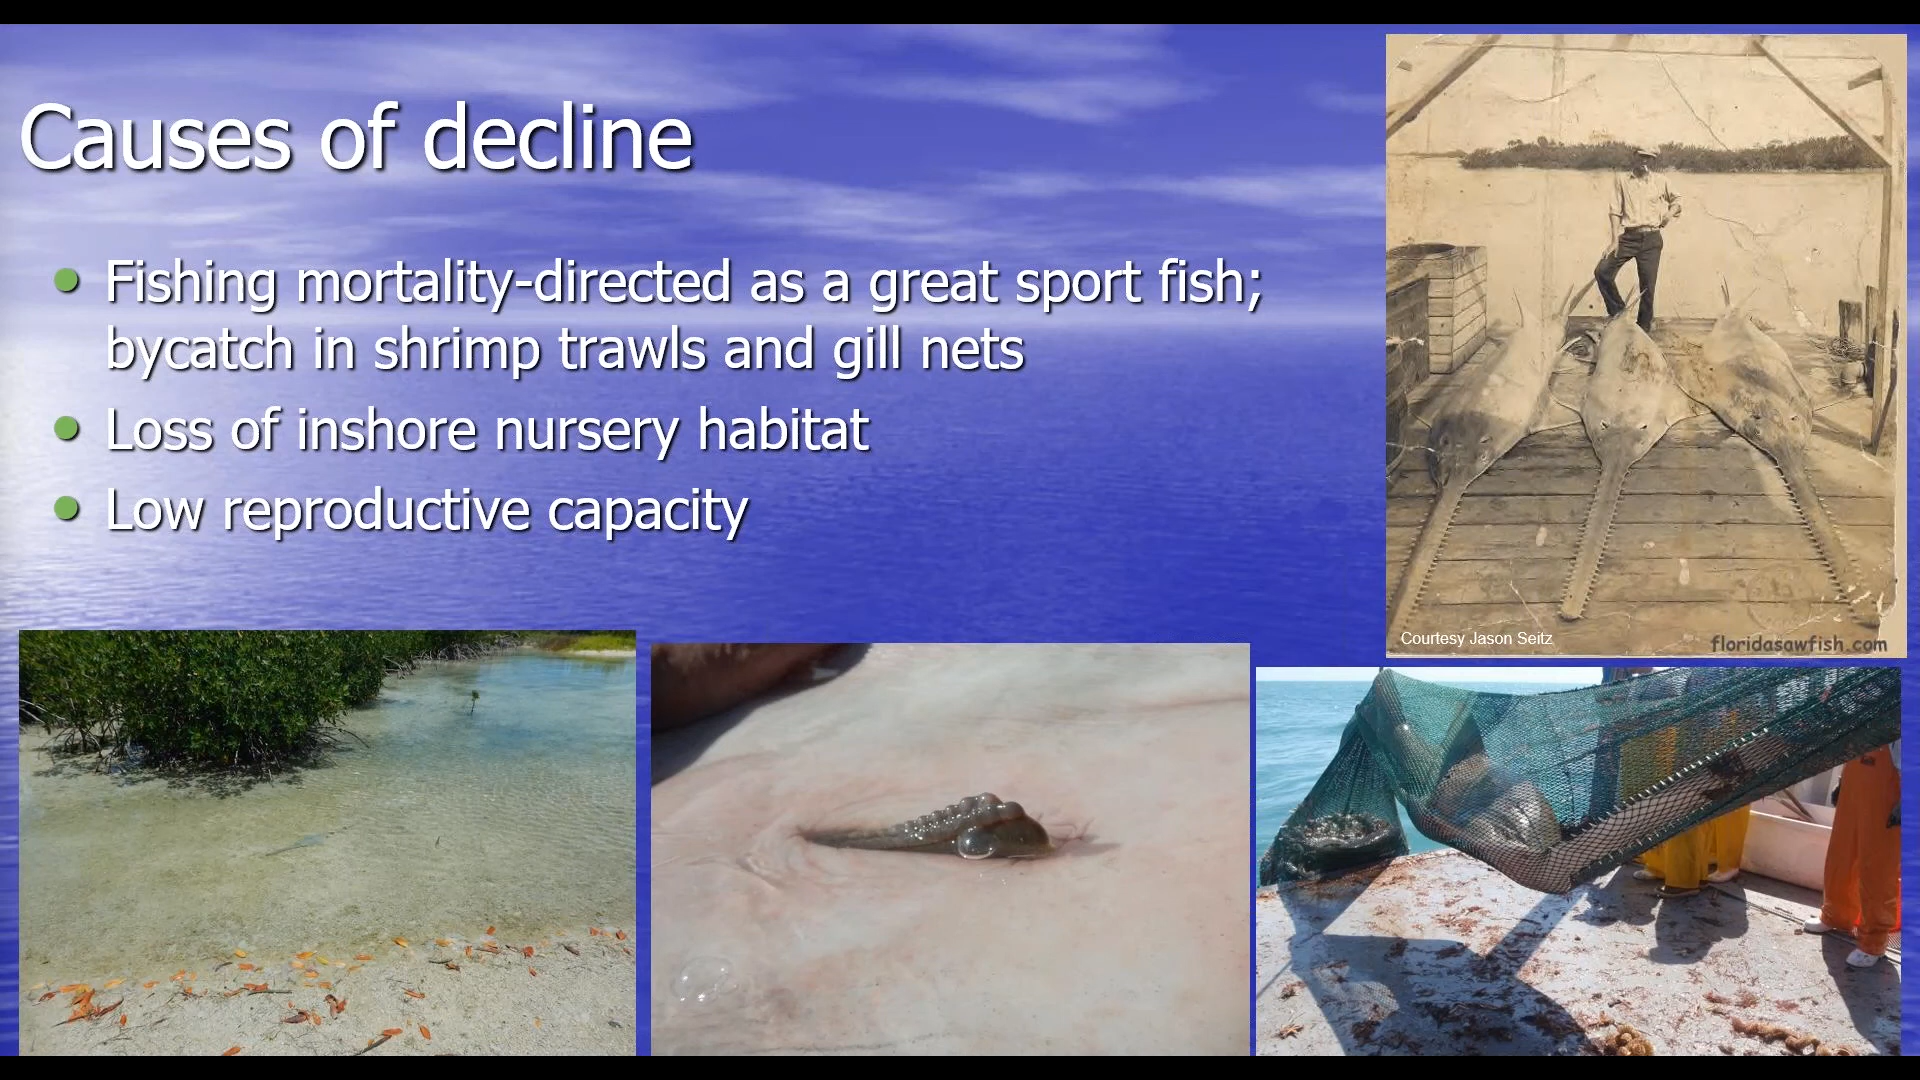 Causes of decline
Fishing mortality-directed as a great sport fish;
bycatch in shrimp trawls and gill nets
Loss of inshore nursery habitat
Low reproductive capacity
Courtesy Jason Seitz
floridasawfish.com